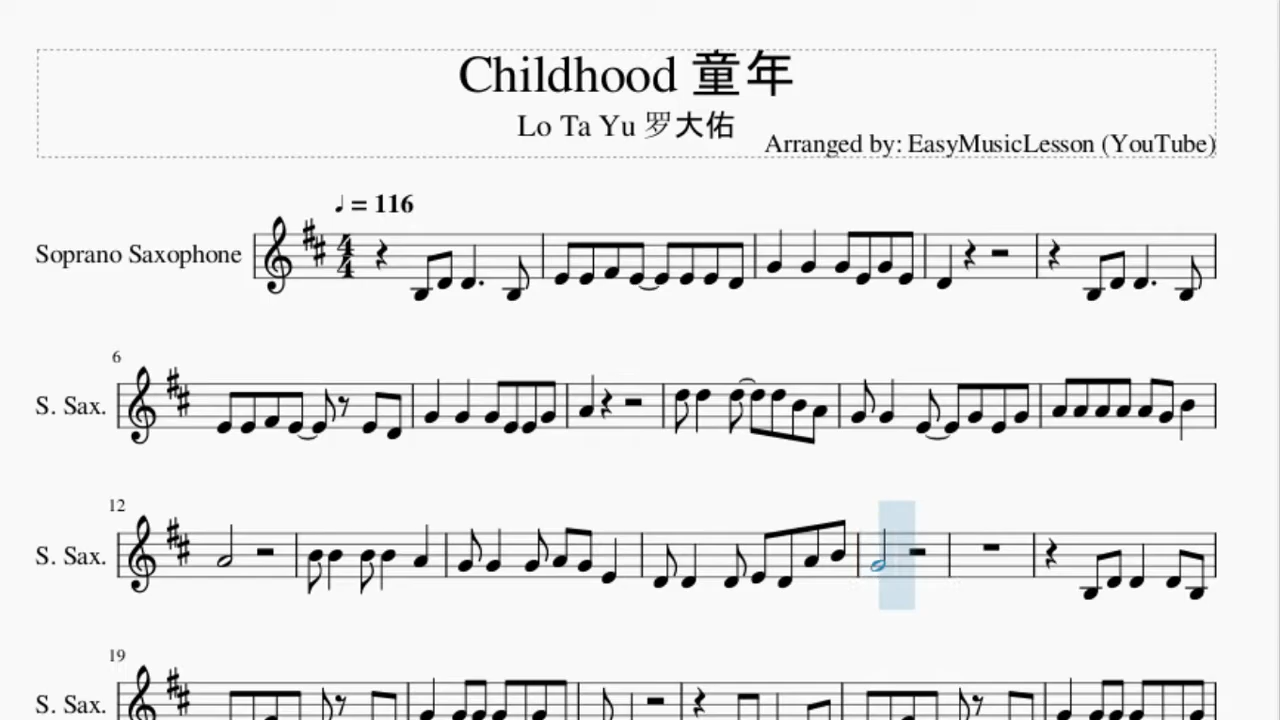 Childhood 童年
Lo Ta Yu 罗大佑
Arranged by: EasyMusicLesson (YouTube)
♩ = 116
Soprano Saxophone
4
4
6
S. Sax.
12
S. Sax.
19
S. Sax.